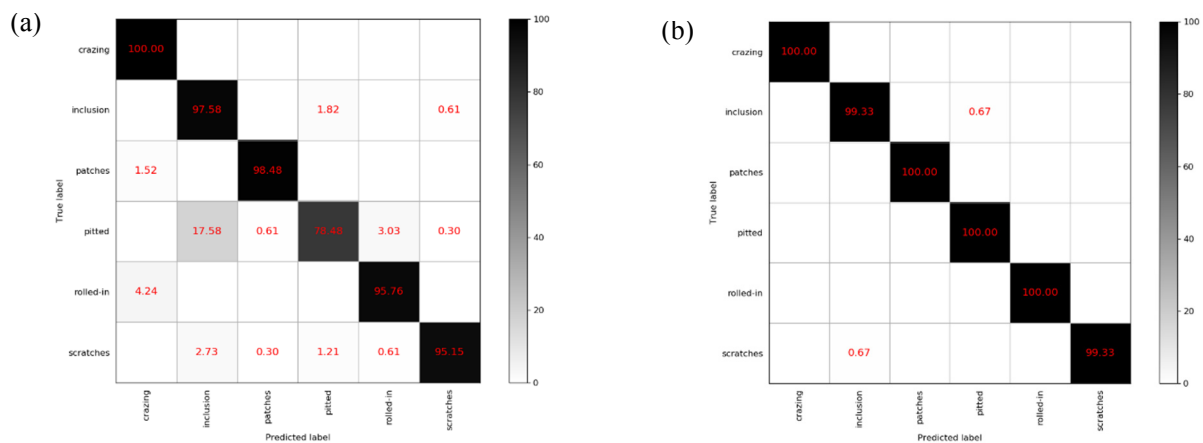 (a)
100
crazing
100.00
80
inclusion
97.58
1.82
0.61
patches
1.52
98.48
60
True label
pitted
17.58
0.61
78.48
3.03
0.30
40
rolled-in
4.24
95.76
20
scratches
2.73
0.30
1.21
0.61
95.15
0
crazing
inclusion
patches
pitted
rolled-in
scratches
Predicted label
(b)
100
crazing
100.00
80
inclusion
99.33
0.67
patches
100.00
60
True label
pitted
100.00
40
rolled-in
100.00
20
scratches
0.67
99.33
0
crazing
inclusion
patches
pitted
rolled-in
scratches
Predicted label